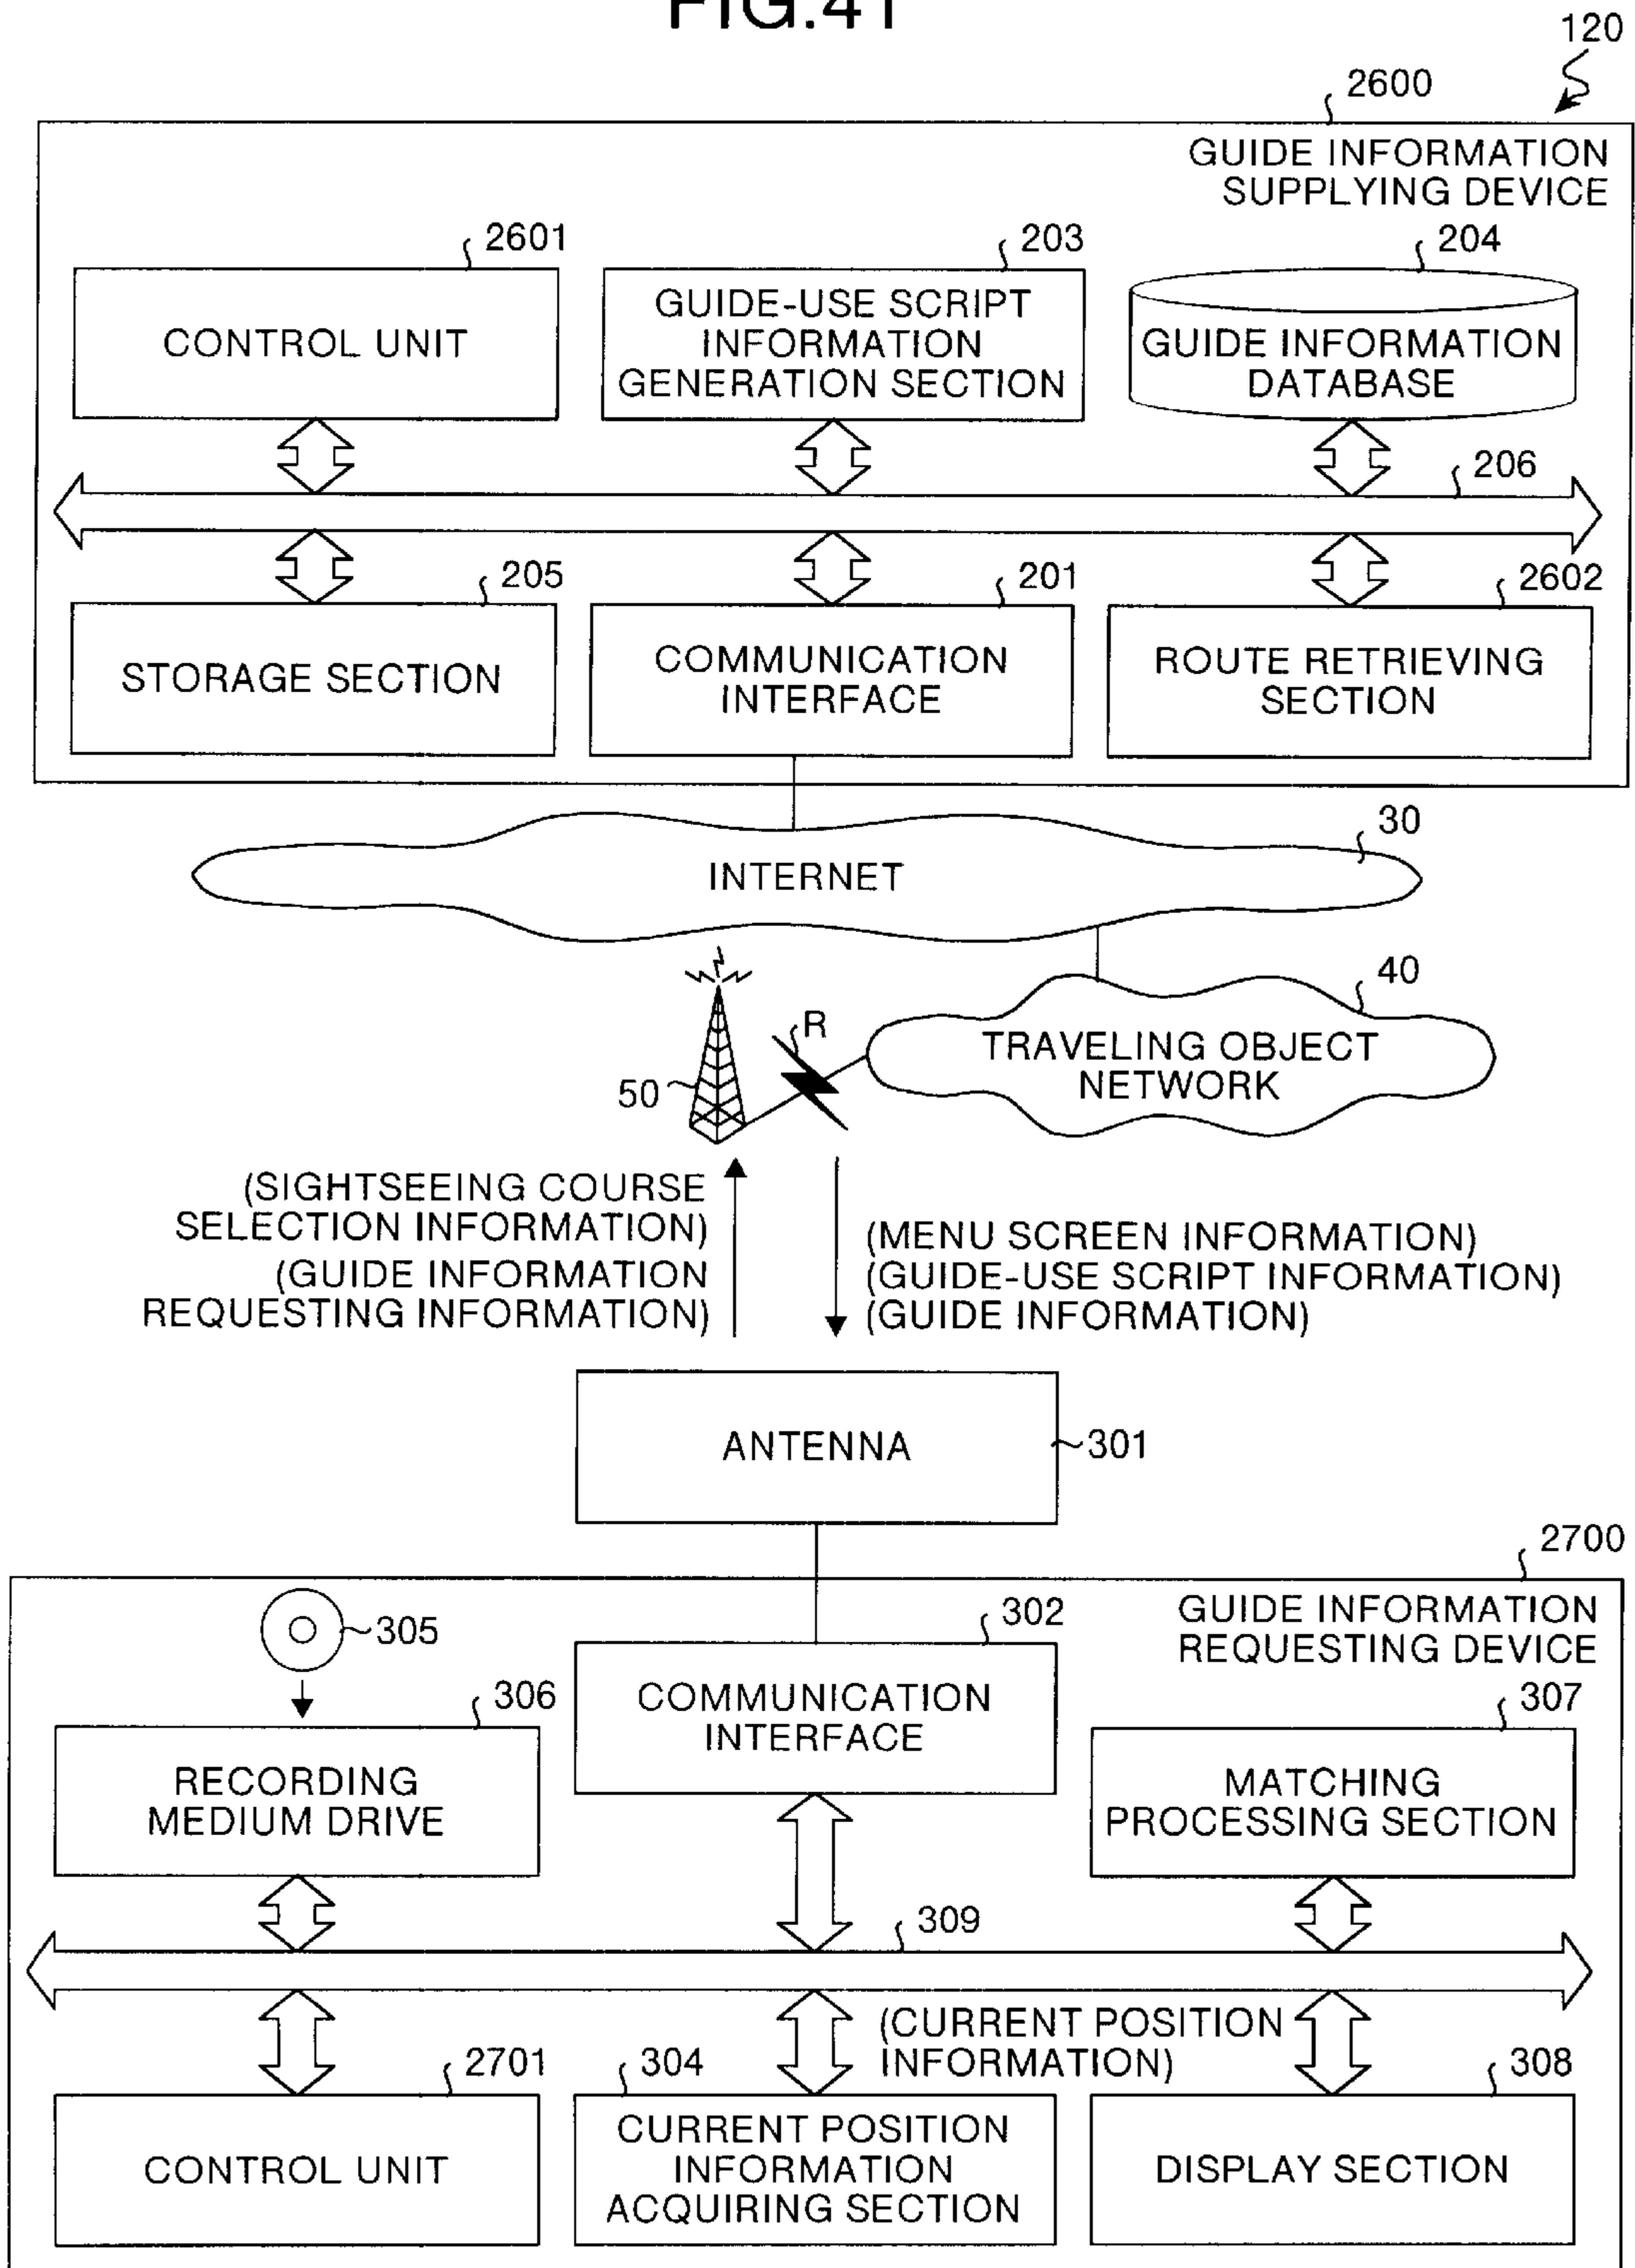 FIG.41
120
2600
GUIDE INFORMATION
SUPPLYING DEVICE
2601
203
204
CONTROL UNIT
GUIDE-USE SCRIPT
INFORMATION
GENERATION SECTION
GUIDE INFORMATION
DATABASE
206
205
201
2602
STORAGE SECTION
COMMUNICATION
INTERFACE
ROUTE RETRIEVING
SECTION
30
INTERNET
40
R
TRAVELING OBJECT
NETWORK
50
(SIGHTSEEING COURSE
SELECTION INFORMATION)
(GUIDE INFORMATION
REQUESTING INFORMATION)
(MENU SCREEN INFORMATION)
(GUIDE-USE SCRIPT INFORMATION)
(GUIDE INFORMATION)
ANTENNA
301
2700
GUIDE INFORMATION
REQUESTING DEVICE
305
302
306
307
RECORDING
MEDIUM DRIVE
COMMUNICATION
INTERFACE
MATCHING
PROCESSING SECTION
309
(CURRENT POSITION
INFORMATION)
2701
304
308
CONTROL UNIT
CURRENT POSITION
INFORMATION
ACQUIRING SECTION
DISPLAY SECTION